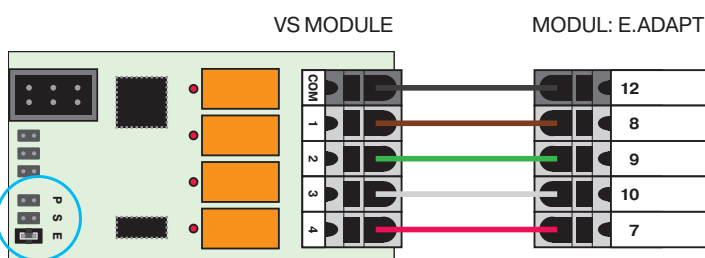 VS MODULE MODUL: E.ADAPT
COM 12
1 8
2 9
3 10
4 7
P
S
E